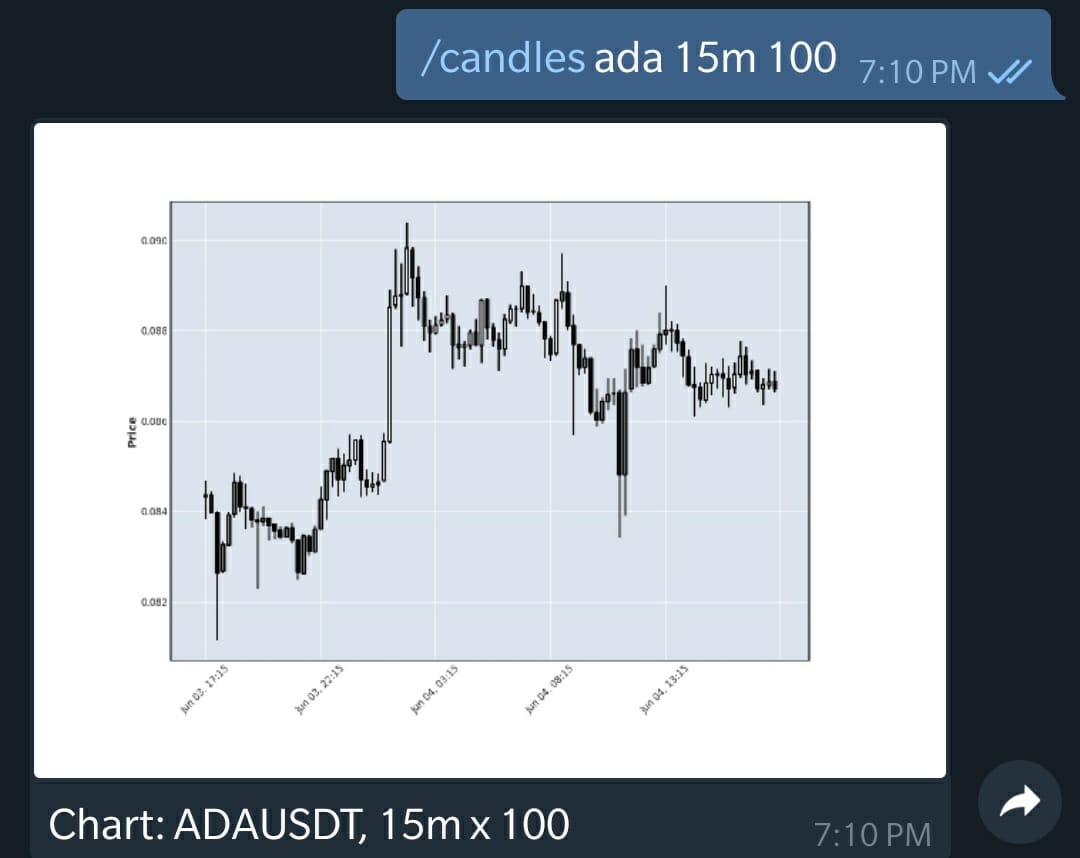 /candles ada 15m 100 7:10 PM
0.090
0.088
0.086
0.084
0.082
Price
Jun 03, 17:15
Jun 03, 22:15
Jun 04, 03:15
Jun 04, 08:15
Jun 04, 13:15
Chart: ADAUSDT, 15m x 100 7:10 PM